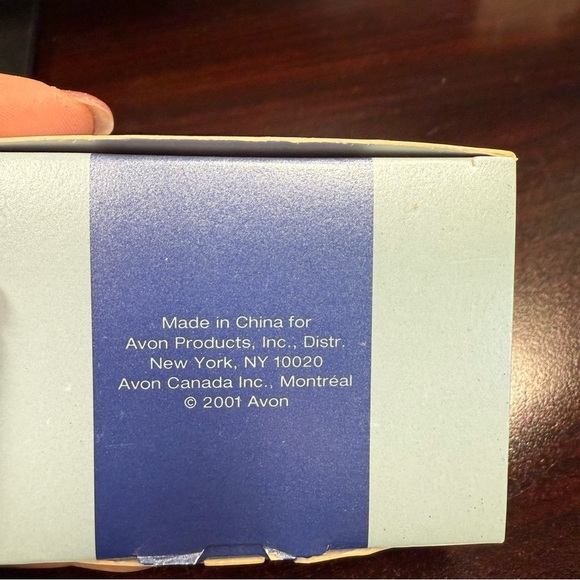 Made in China for
Avon Products, Inc., Distr.
New York, NY 10020
Avon Canada Inc., Montréal
© 2001 Avon